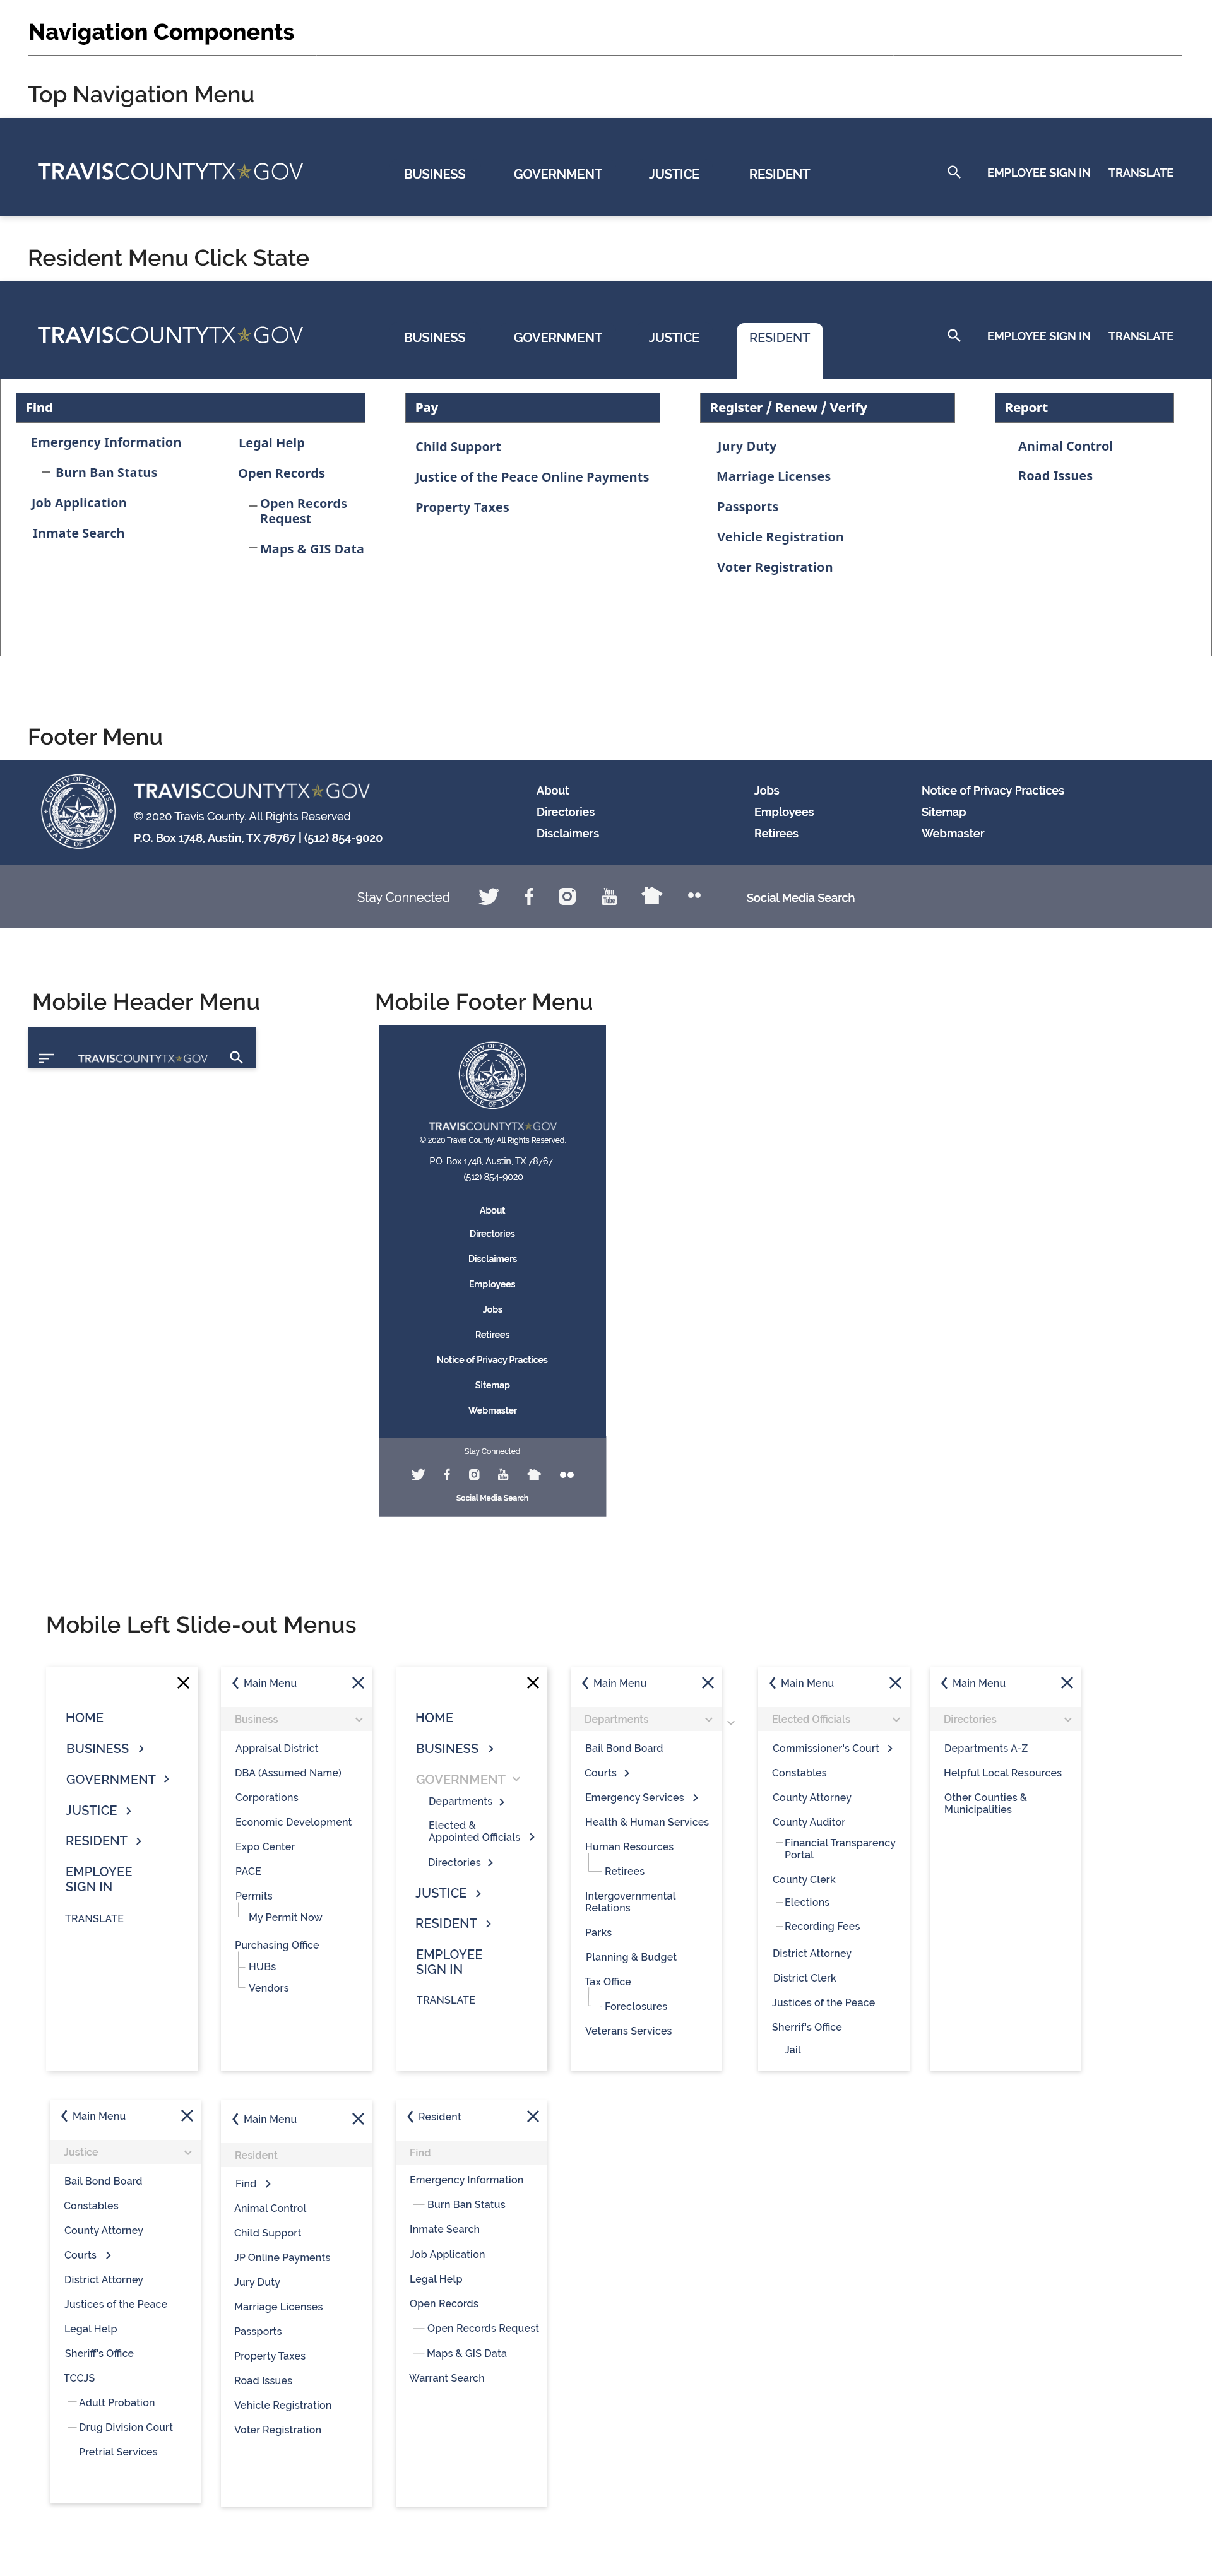 Navigation Components
Top Navigation Menu
TRAVISCOUNTYTX★GOV
BUSINESS GOVERNMENT JUSTICE RESIDENT
EMPLOYEE SIGN IN TRANSLATE
Resident Menu Click State
TRAVISCOUNTYTX★GOV
BUSINESS GOVERNMENT JUSTICE RESIDENT
EMPLOYEE SIGN IN TRANSLATE
Find
Emergency Information
Burn Ban Status
Job Application
Inmate Search
Legal Help
Open Records
Open Records
Request
Maps & GIS Data
Pay
Child Support
Justice of the Peace Online Payments
Property Taxes
Register / Renew / Verify
Jury Duty
Marriage Licenses
Passports
Vehicle Registration
Voter Registration
Report
Animal Control
Road Issues
Footer Menu
COUNTY OF TRAVIS
STATE OF TEXAS
TRAVISCOUNTYTX★GOV
© 2020 Travis County. All Rights Reserved.
P.O. Box 1748, Austin, TX 78767 | (512) 854-9020
About
Directories
Disclaimers
Jobs
Employees
Retirees
Notice of Privacy Practices
Sitemap
Webmaster
Stay Connected
You
Tube
Social Media Search
Mobile Header Menu
TRAVISCOUNTYTX★GOV
Mobile Footer Menu
COUNTY OF TRAVIS
STATE OF TEXAS
TRAVISCOUNTYTX★GOV
© 2020 Travis County. All Rights Reserved.
P.O. Box 1748, Austin, TX 78767
(512) 854-9020
About
Directories
Disclaimers
Employees
Jobs
Retirees
Notice of Privacy Practices
Sitemap
Webmaster
Stay Connected
You
Tube
Social Media Search
Mobile Left Slide-out Menus
HOME
BUSINESS
GOVERNMENT
JUSTICE
RESIDENT
EMPLOYEE
SIGN IN
TRANSLATE
Main Menu
Business
Appraisal District
DBA (Assumed Name)
Corporations
Economic Development
Expo Center
PACE
Permits
My Permit Now
Purchasing Office
HUBs
Vendors
HOME
BUSINESS
GOVERNMENT
Departments
Elected &
Appointed Officials
Directories
JUSTICE
RESIDENT
EMPLOYEE
SIGN IN
TRANSLATE
Main Menu
Departments
Bail Bond Board
Courts
Emergency Services
Health & Human Services
Human Resources
Retirees
Intergovernmental
Relations
Parks
Planning & Budget
Tax Office
Foreclosures
Veterans Services
Main Menu
Elected Officials
Commissioner's Court
Constables
County Attorney
County Auditor
Financial Transparency
Portal
County Clerk
Elections
Recording Fees
District Attorney
District Clerk
Justices of the Peace
Sherrif's Office
Jail
Main Menu
Directories
Departments A-Z
Helpful Local Resources
Other Counties &
Municipalities
Main Menu
Justice
Bail Bond Board
Constables
County Attorney
Courts
District Attorney
Justices of the Peace
Legal Help
Sheriff's Office
TCCJS
Adult Probation
Drug Division Court
Pretrial Services
Main Menu
Resident
Find
Animal Control
Child Support
JP Online Payments
Jury Duty
Marriage Licenses
Passports
Property Taxes
Road Issues
Vehicle Registration
Voter Registration
Resident
Find
Emergency Information
Burn Ban Status
Inmate Search
Job Application
Legal Help
Open Records
Open Records Request
Maps & GIS Data
Warrant Search